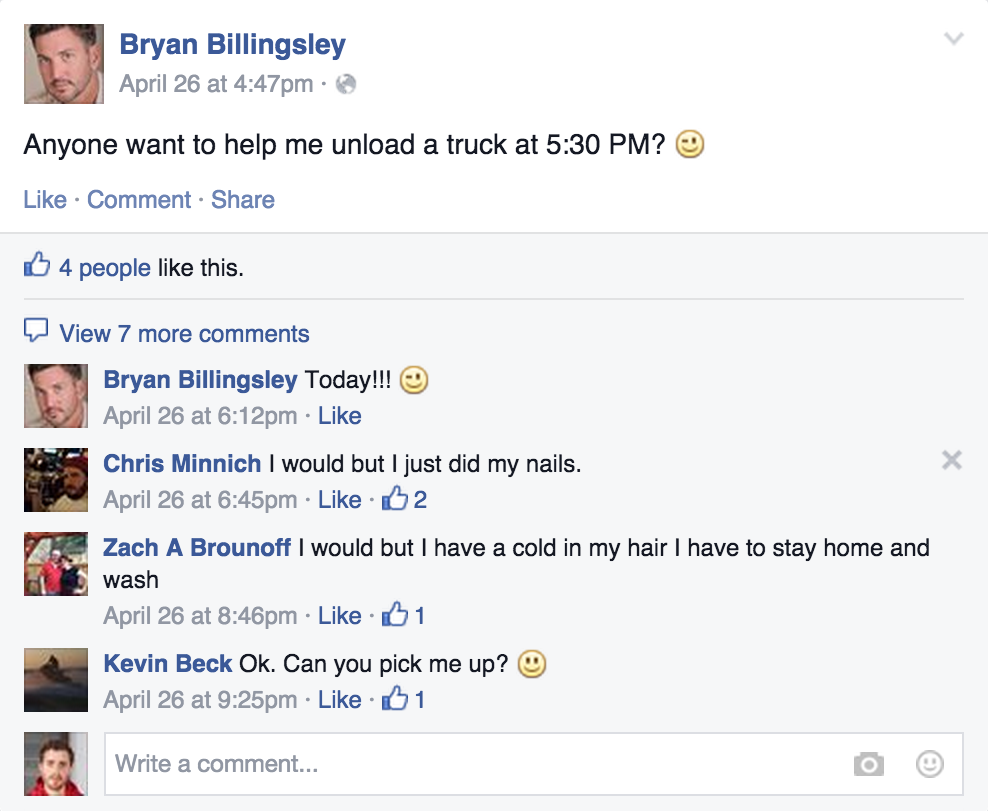 Bryan Billingsley
April 26 at 4:47pm ·
Anyone want to help me unload a truck at 5:30 PM?
Like · Comment · Share
4 people like this.
View 7 more comments
Bryan Billingsley Today!!!
April 26 at 6:12pm · Like
Chris Minnich I would but I just did my nails.
April 26 at 6:45pm · Like · 2
Zach A Brounoff I would but I have a cold in my hair I have to stay home and
wash
April 26 at 8:46pm · Like · 1
Kevin Beck Ok. Can you pick me up?
April 26 at 9:25pm · Like · 1
Write a comment...